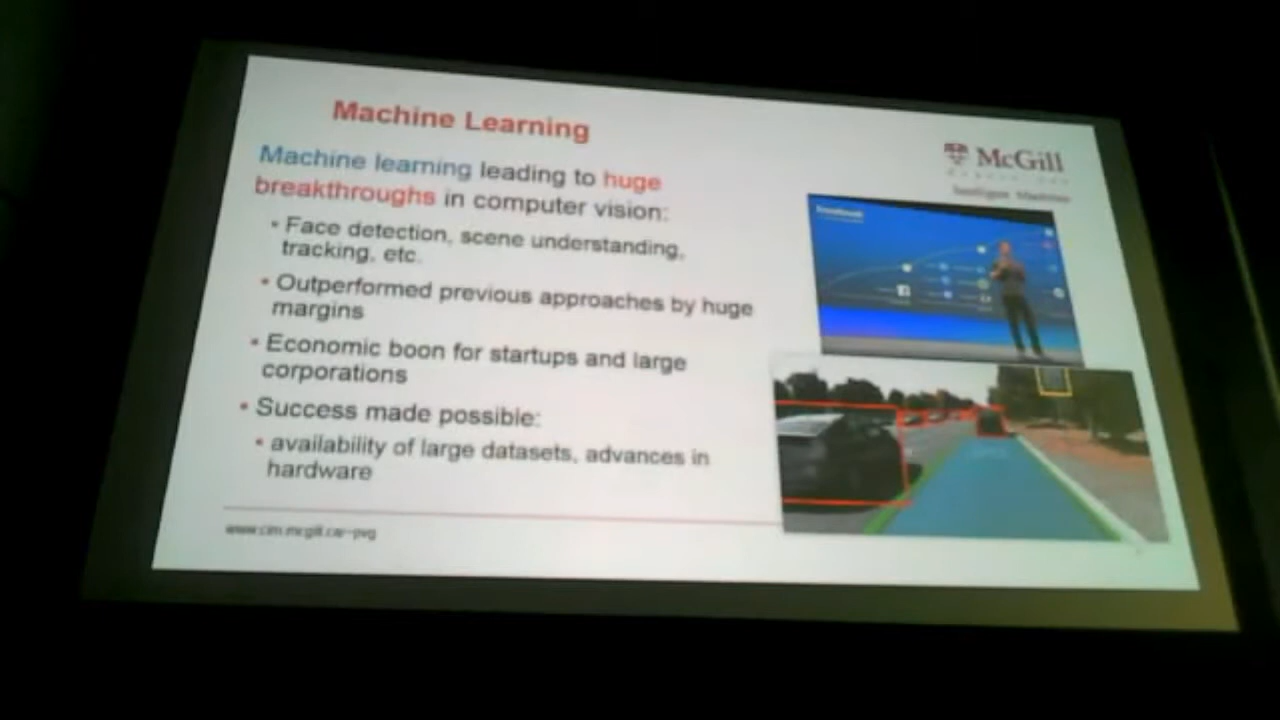 Machine Learning
McGill
Machine learning leading to huge
breakthroughs in computer vision:
• Face detection, scene understanding,
tracking, etc.
• Outperformed previous approaches by huge
margins
• Economic boon for startups and large
corporations
• Success made possible:
• availability of large datasets, advances in
hardware